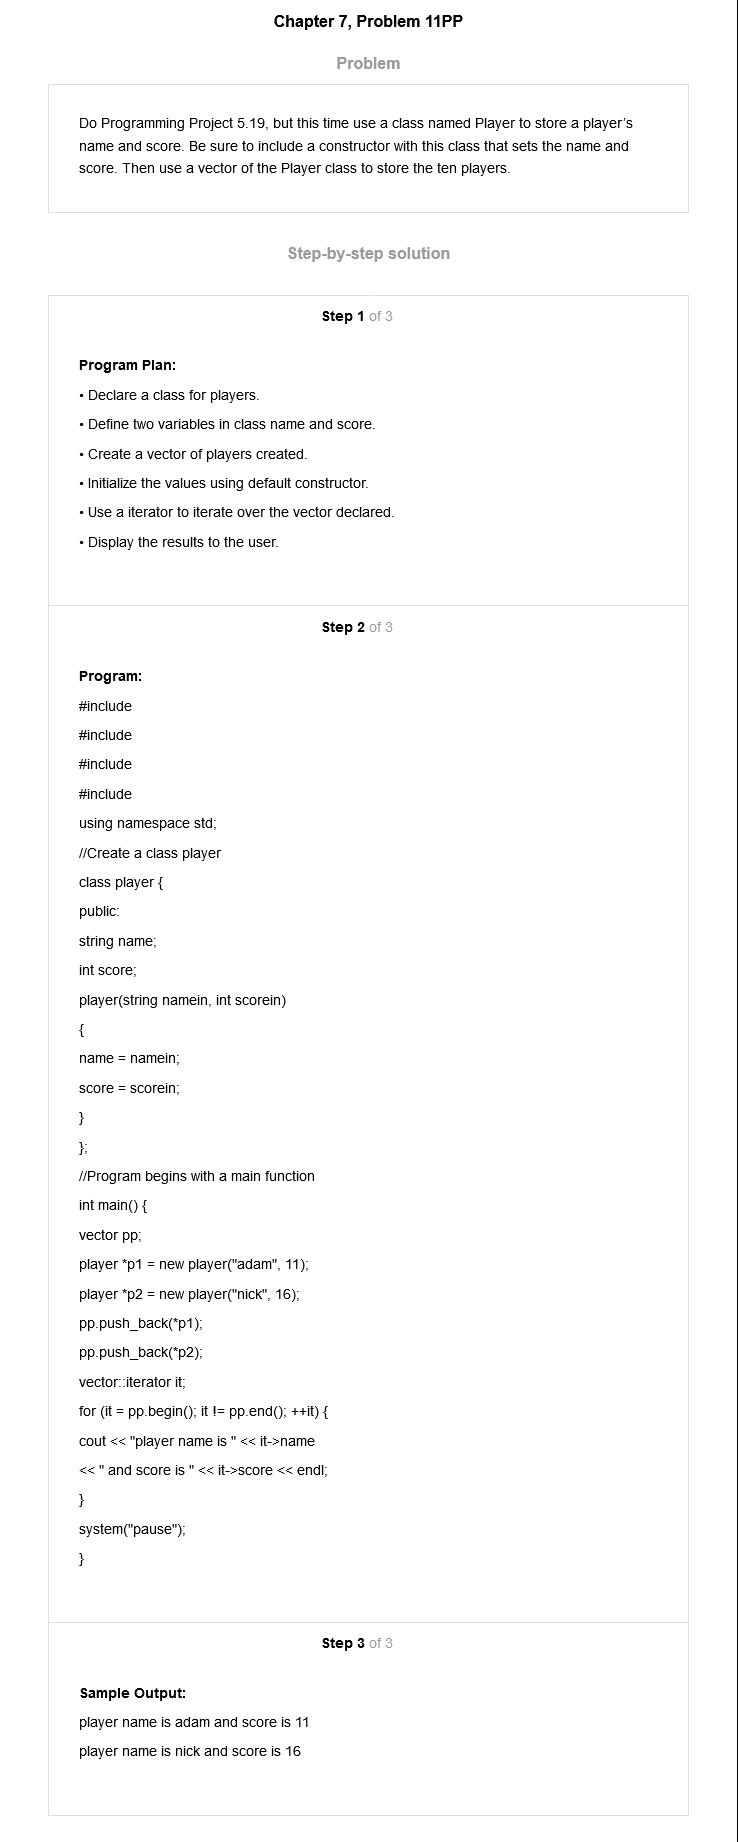 Chapter 7, Problem 11PP
Problem
Do Programming Project 5.19, but this time use a class named Player to store a player's
name and score. Be sure to include a constructor with this class that sets the name and
score. Then use a vector of the Player class to store the ten players.
Step-by-step solution
Step 1 of 3
Program Plan:
• Declare a class for players.
• Define two variables in class name and score.
• Create a vector of players created.
• Initialize the values using default constructor.
• Use a iterator to iterate over the vector declared.
• Display the results to the user.
Step 2 of 3
Program:
#include
#include
#include
#include
using namespace std;
//Create a class player
class player {
public:
string name;
int score;
player(string namein, int scorein)
{
name = namein;
score = scorein;
}
};
//Program begins with a main function
int main() {
vector pp;
player *p1 = new player("adam", 11);
player *p2 = new player("nick", 16);
pp.push_back(*p1);
pp.push_back(*p2);
vector::iterator it;
for (it = pp.begin(); it != pp.end(); ++it) {
cout << "player name is " << it->name
<< " and score is " << it->score << endl;
}
system("pause");
}
Step 3 of 3
Sample Output:
player name is adam and score is 11
player name is nick and score is 16